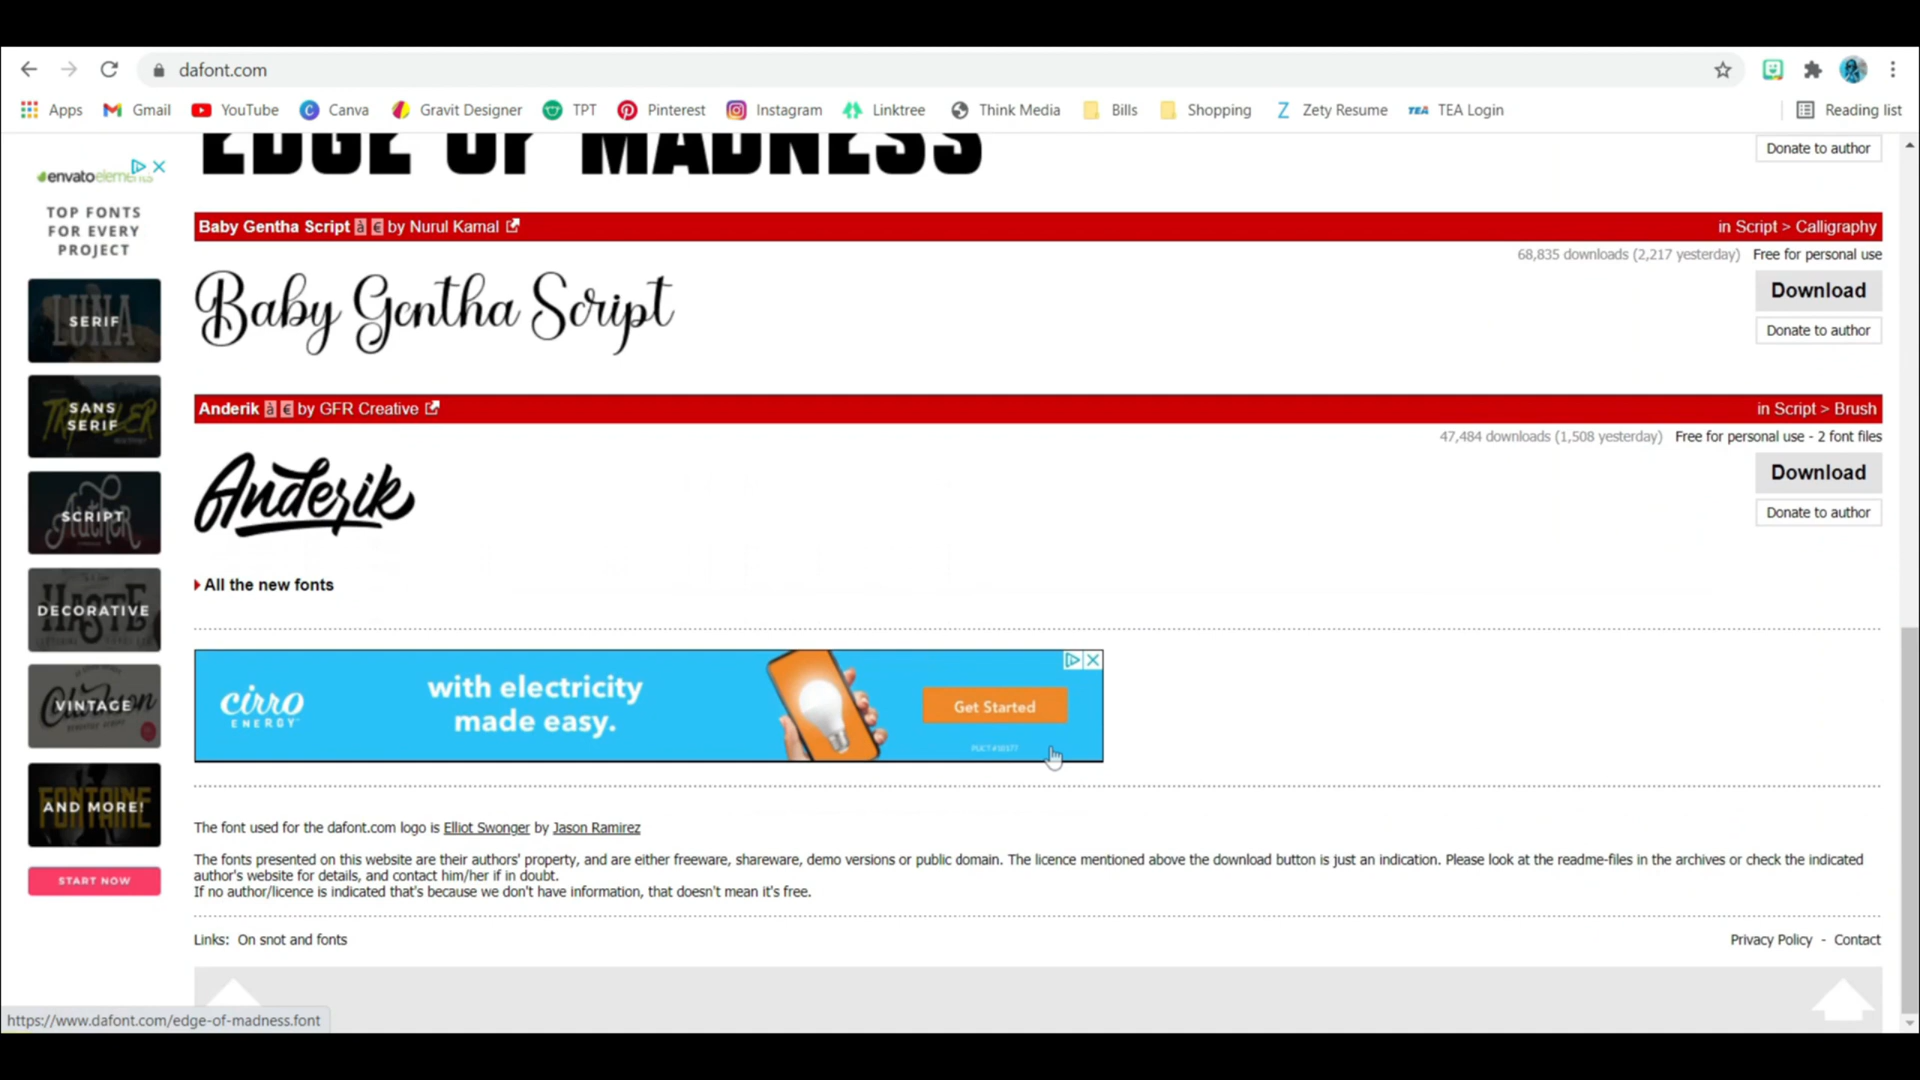 dafont.com
Apps
Gmail
YouTube
Canva
Gravit Designer
TPT
Pinterest
Instagram
Linktree
Think Media
Bills
Shopping
Z Zety Resume
TEA TEA Login
Reading list
EDGE OF MADNESS
Donate to author
envatoelements
TOP FONTS
FOR EVERY
PROJECT
LUNA
SERIF
SANS
SERIF
Author
SCRIPT
HASTE
DECORATIVE
VINTAGE
FONTAINE
AND MORE!
START NOW
Baby Gentha Script à € by Nurul Kamal
in Script > Calligraphy
68,835 downloads (2,217 yesterday) Free for personal use
Baby Gentha Script
Download
Donate to author
Anderik à € by GFR Creative
in Script > Brush
47,484 downloads (1,508 yesterday) Free for personal use - 2 font files
Anderik
Download
Donate to author
All the new fonts
cirro
ENERGY
with electricity
made easy.
Get Started
PUCT #10177
The font used for the dafont.com logo is Elliot Swonger by Jason Ramirez
The fonts presented on this website are their authors' property, and are either freeware, shareware, demo versions or public domain. The licence mentioned above the download button is just an indication. Please look at the readme-files in the archives or check the indicated
author's website for details, and contact him/her if in doubt.
If no author/licence is indicated that's because we don't have information, that doesn't mean it's free.
Links: On snot and fonts
Privacy Policy - Contact
https://www.dafont.com/edge-of-madness.font